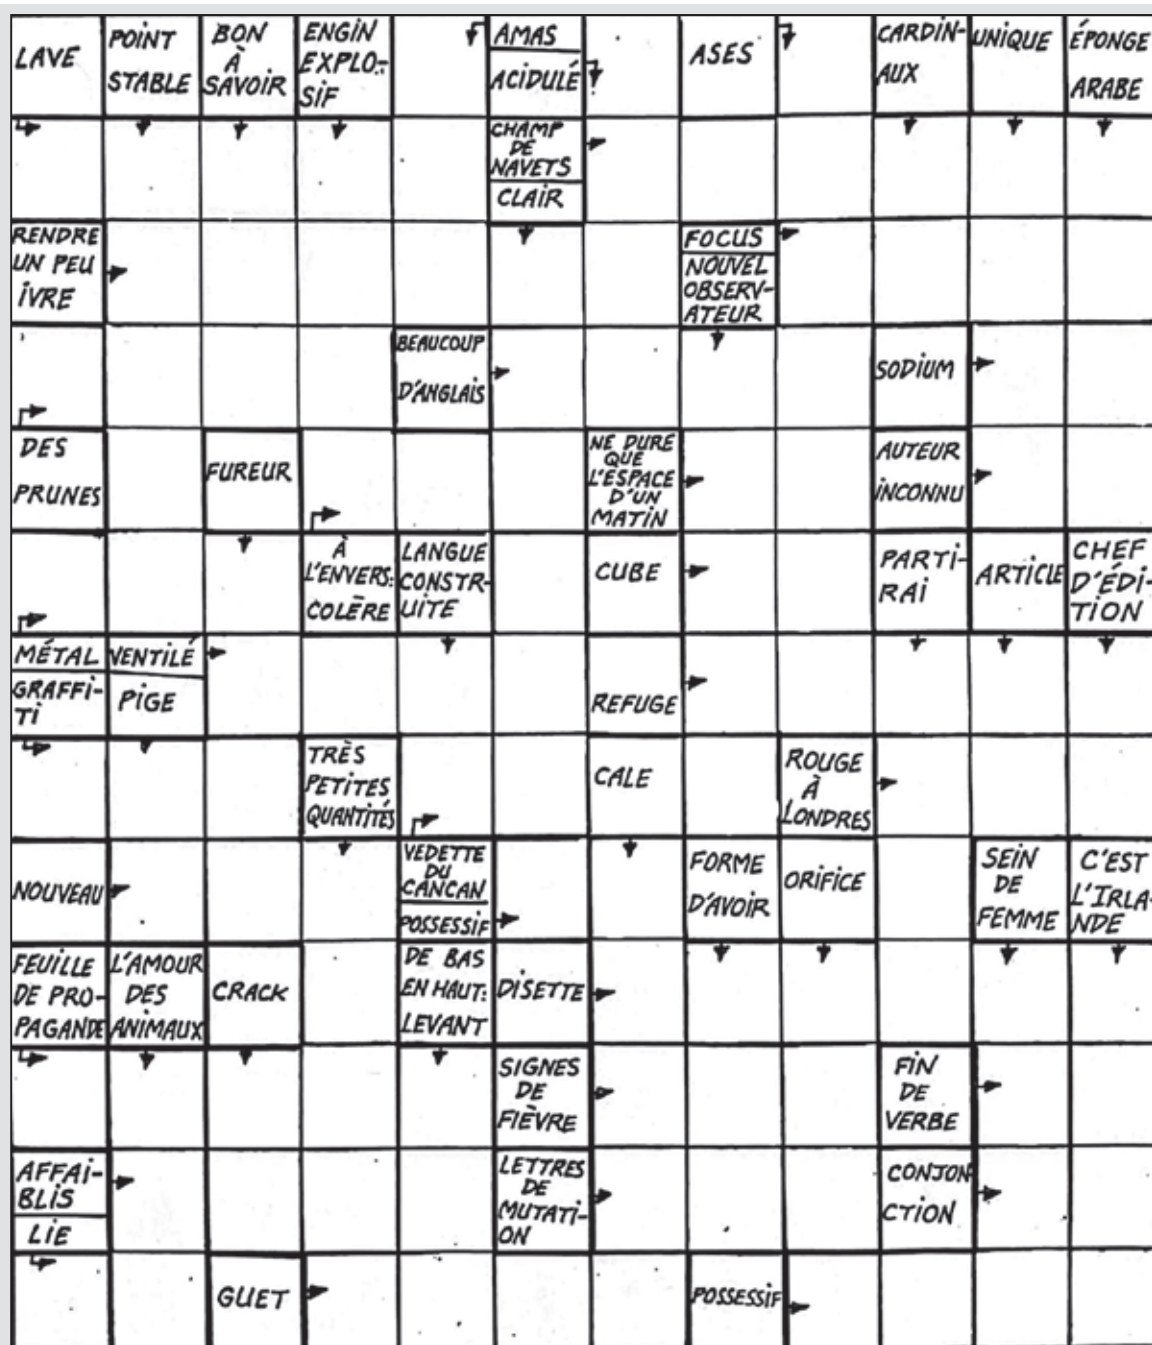 LAVE
POINT
STABLE
BON
À
SAVOIR
ENGIN
EXPLO-
SIF
AMAS
ACIDULÉ
ASES
CARDIN-
AUX
UNIQUE
ÉPONGE
ARABE
CHAMP
DE
NAVETS
CLAIR
RENDRE
UN PEU
IVRE
FOCUS
NOUVEL
OBSERV-
ATEUR
BEAUCOUP
D'ANGLAIS
SODIUM
DES
PRUNES
FUREUR
NE DURE
QUE
L'ESPACE
D'UN
MATIN
AUTEUR
INCONNU
À
L'ENVERS:
COLÈRE
LANGUE
CONSTR-
UITE
CUBE
PARTI-
RAI
ARTICLE
CHEF
D'ÉDI-
TION
MÉTAL
GRAFFI-
TI
VENTILÉ
PIGE
REFUGE
TRÈS
PETITES
QUANTITÉS
CALE
ROUGE
À
LONDRES
NOUVEAU
VEDETTE
DU
CANCAN
POSSESSIF
FORME
D'AVOIR
ORIFICE
SEIN
DE
FEMME
C'EST
L'IRLA-
NDE
FEUILLE
DE PRO-
PAGANDE
L'AMOUR
DES
ANIMAUX
CRACK
DE BAS
EN HAUT:
LEVANT
DISETTE
SIGNES
DE
FIÈVRE
FIN
DE
VERBE
AFFAI-
BLIS
LIE
LETTRES
DE
MUTATI-
ON
CONJON-
CTION
GUET
POSSESSIF